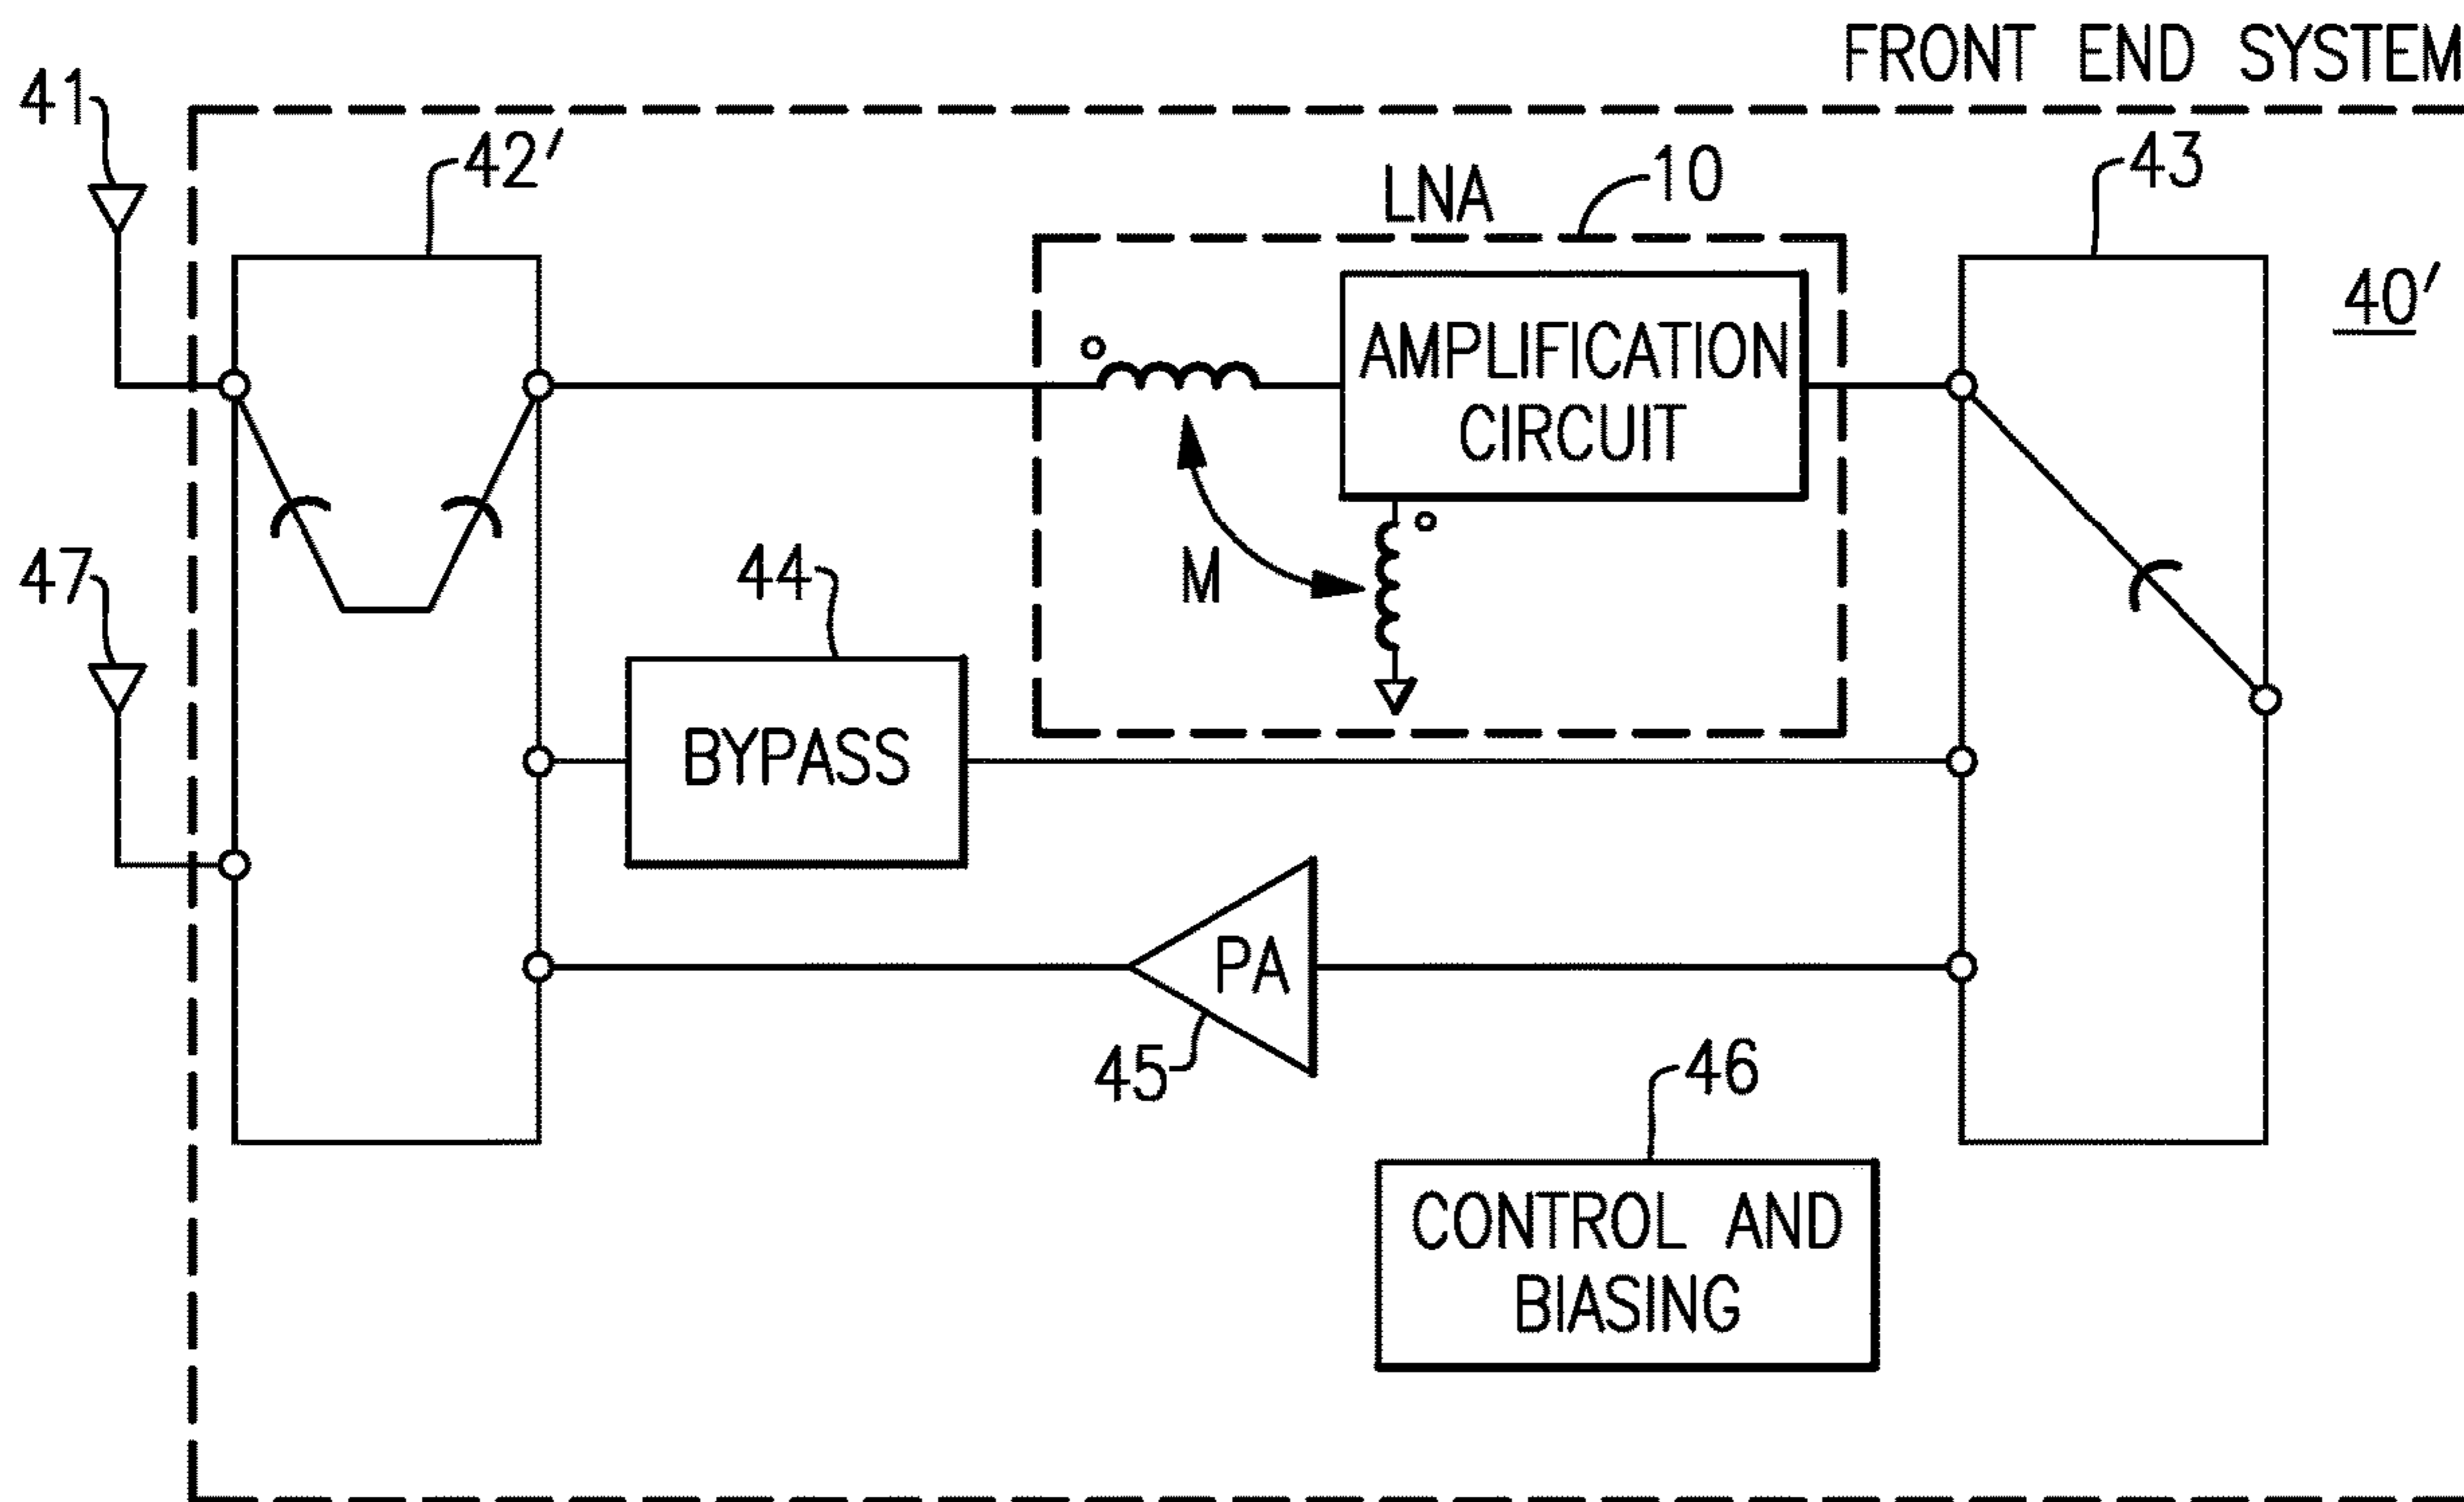 FRONT END SYSTEM
41
42′
LNA
10
43
40′
AMPLIFICATION
CIRCUIT
47
44
M
BYPASS
PA
45
46
CONTROL AND
BIASING